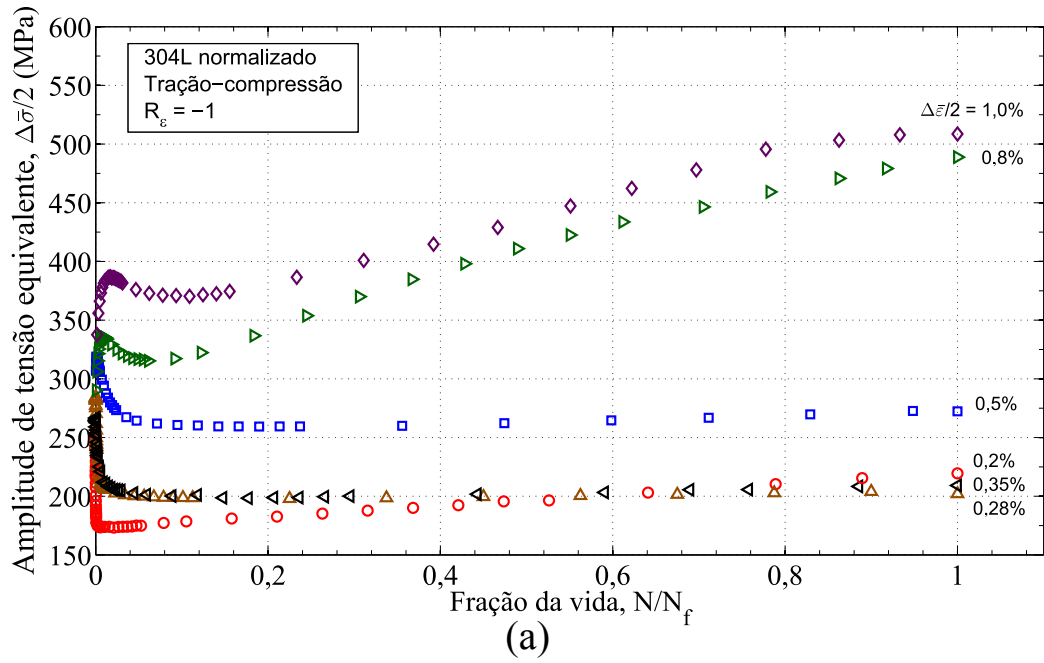 600
550
500
450
400
350
300
250
200
150
Amplitude de tensão equivalente, Δσ̄/2 (MPa)
304L normalizado
Tração−compressão
R_ε = −1
Δε̄/2 = 1,0%
0,8%
0,5%
0,2%
0,35%
0,28%
0 0,2 0,4 0,6 0,8 1
Fração da vida, N/N_f
(a)